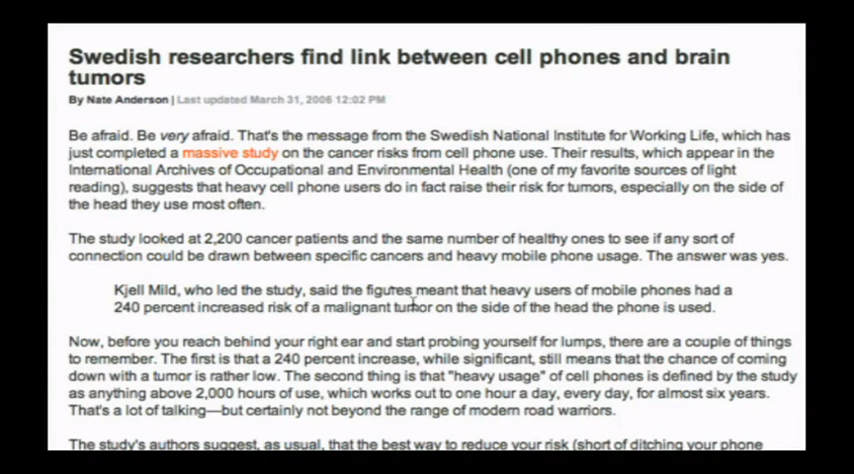 Swedish researchers find link between cell phones and brain
tumors
By Nate Anderson | Last updated March 31, 2006 12:02 PM
Be afraid. Be very afraid. That's the message from the Swedish National Institute for Working Life, which has
just completed a massive study on the cancer risks from cell phone use. Their results, which appear in the
International Archives of Occupational and Environmental Health (one of my favorite sources of light
reading), suggests that heavy cell phone users do in fact raise their risk for tumors, especially on the side of
the head they use most often.
The study looked at 2,200 cancer patients and the same number of healthy ones to see if any sort of
connection could be drawn between specific cancers and heavy mobile phone usage. The answer was yes.
Kjell Mild, who led the study, said the figures meant that heavy users of mobile phones had a
240 percent increased risk of a malignant tumor on the side of the head the phone is used.
Now, before you reach behind your right ear and start probing yourself for lumps, there are a couple of things
to remember. The first is that a 240 percent increase, while significant, still means that the chance of coming
down with a tumor is rather low. The second thing is that "heavy usage" of cell phones is defined by the study
as anything above 2,000 hours of use, which works out to one hour a day, every day, for almost six years.
That's a lot of talking—but certainly not beyond the range of modern road warriors.
The study's authors suggest, as usual, that the best way to reduce your risk (short of ditching your phone